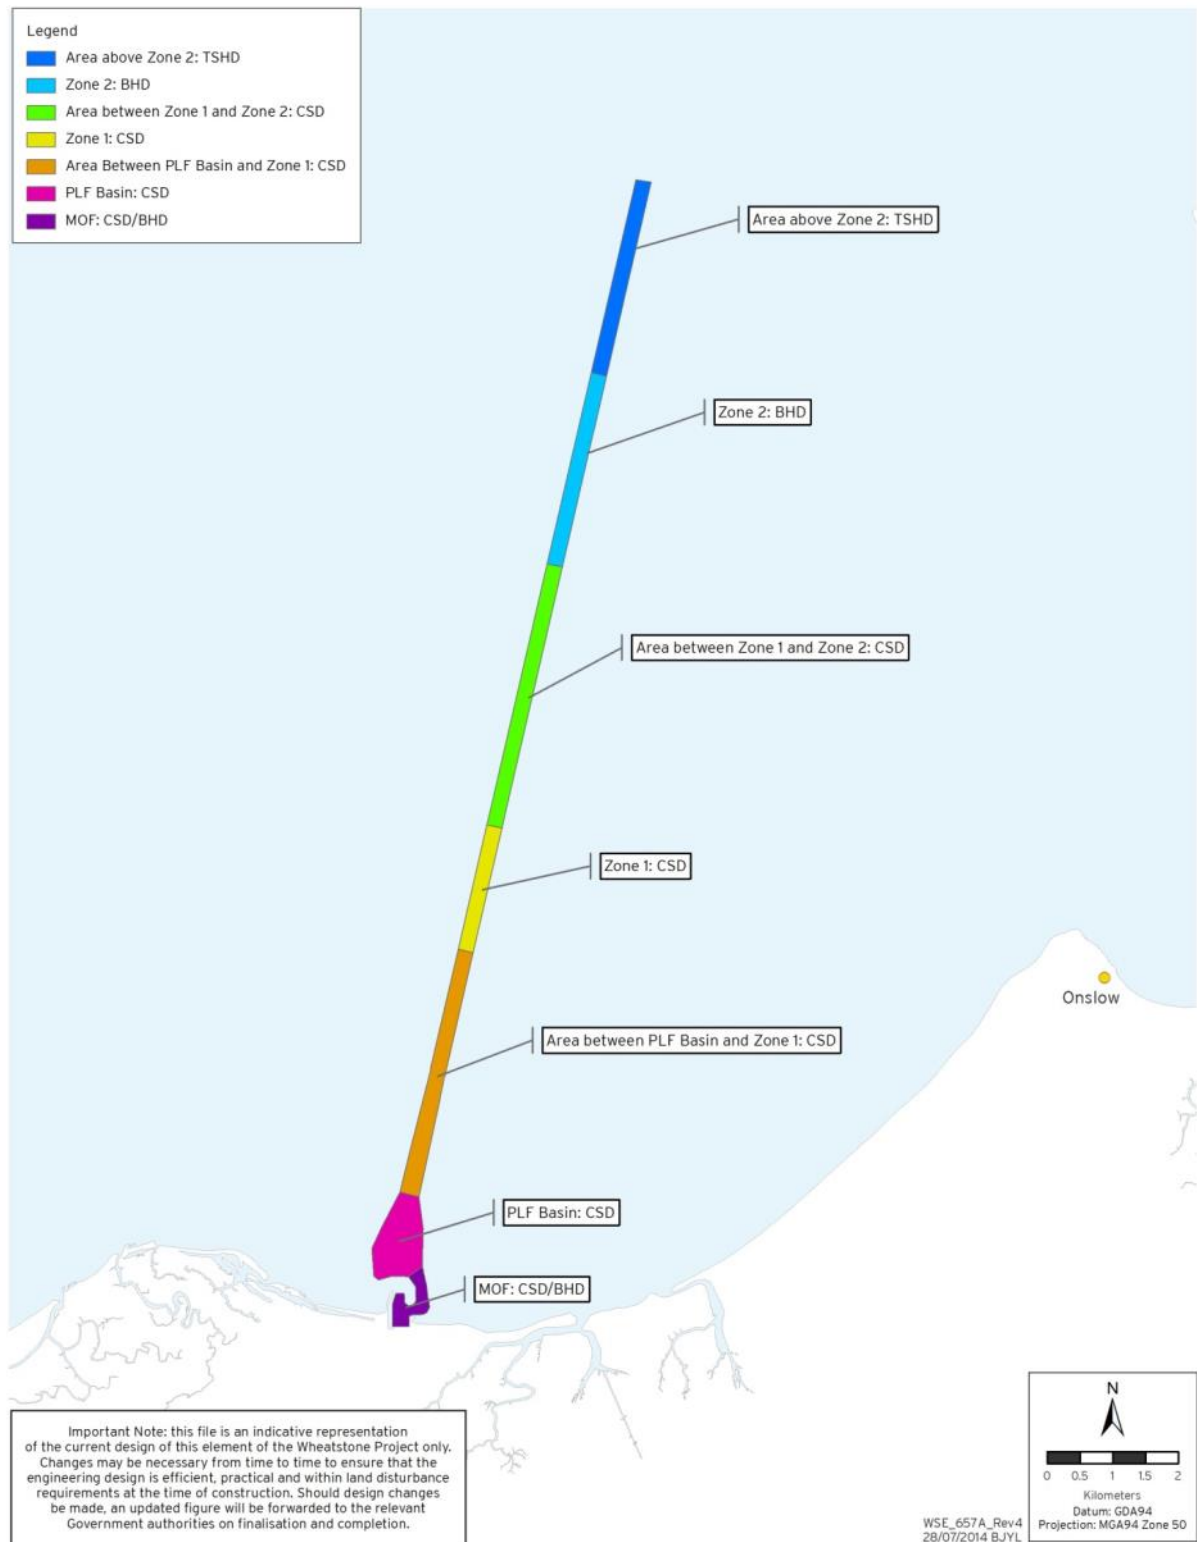 Legend
Area above Zone 2: TSHD
Zone 2: BHD
Area between Zone 1 and Zone 2: CSD
Zone 1: CSD
Area Between PLF Basin and Zone 1: CSD
PLF Basin: CSD
MOF: CSD/BHD
Area above Zone 2: TSHD
Zone 2: BHD
Area between Zone 1 and Zone 2: CSD
Zone 1: CSD
Onslow
Area between PLF Basin and Zone 1: CSD
PLF Basin: CSD
MOF: CSD/BHD
Important Note: this file is an indicative representation
of the current design of this element of the Wheatstone Project only.
Changes may be necessary from time to time to ensure that the
engineering design is efficient, practical and within land disturbance
requirements at the time of construction. Should design changes
be made, an updated figure will be forwarded to the relevant
Government authorities on finalisation and completion.
N
0 0.5 1 1.5 2
Kilometers
Datum: GDA94
Projection: MGA94 Zone 50
WSE_657A_Rev4
28/07/2014 BJYL